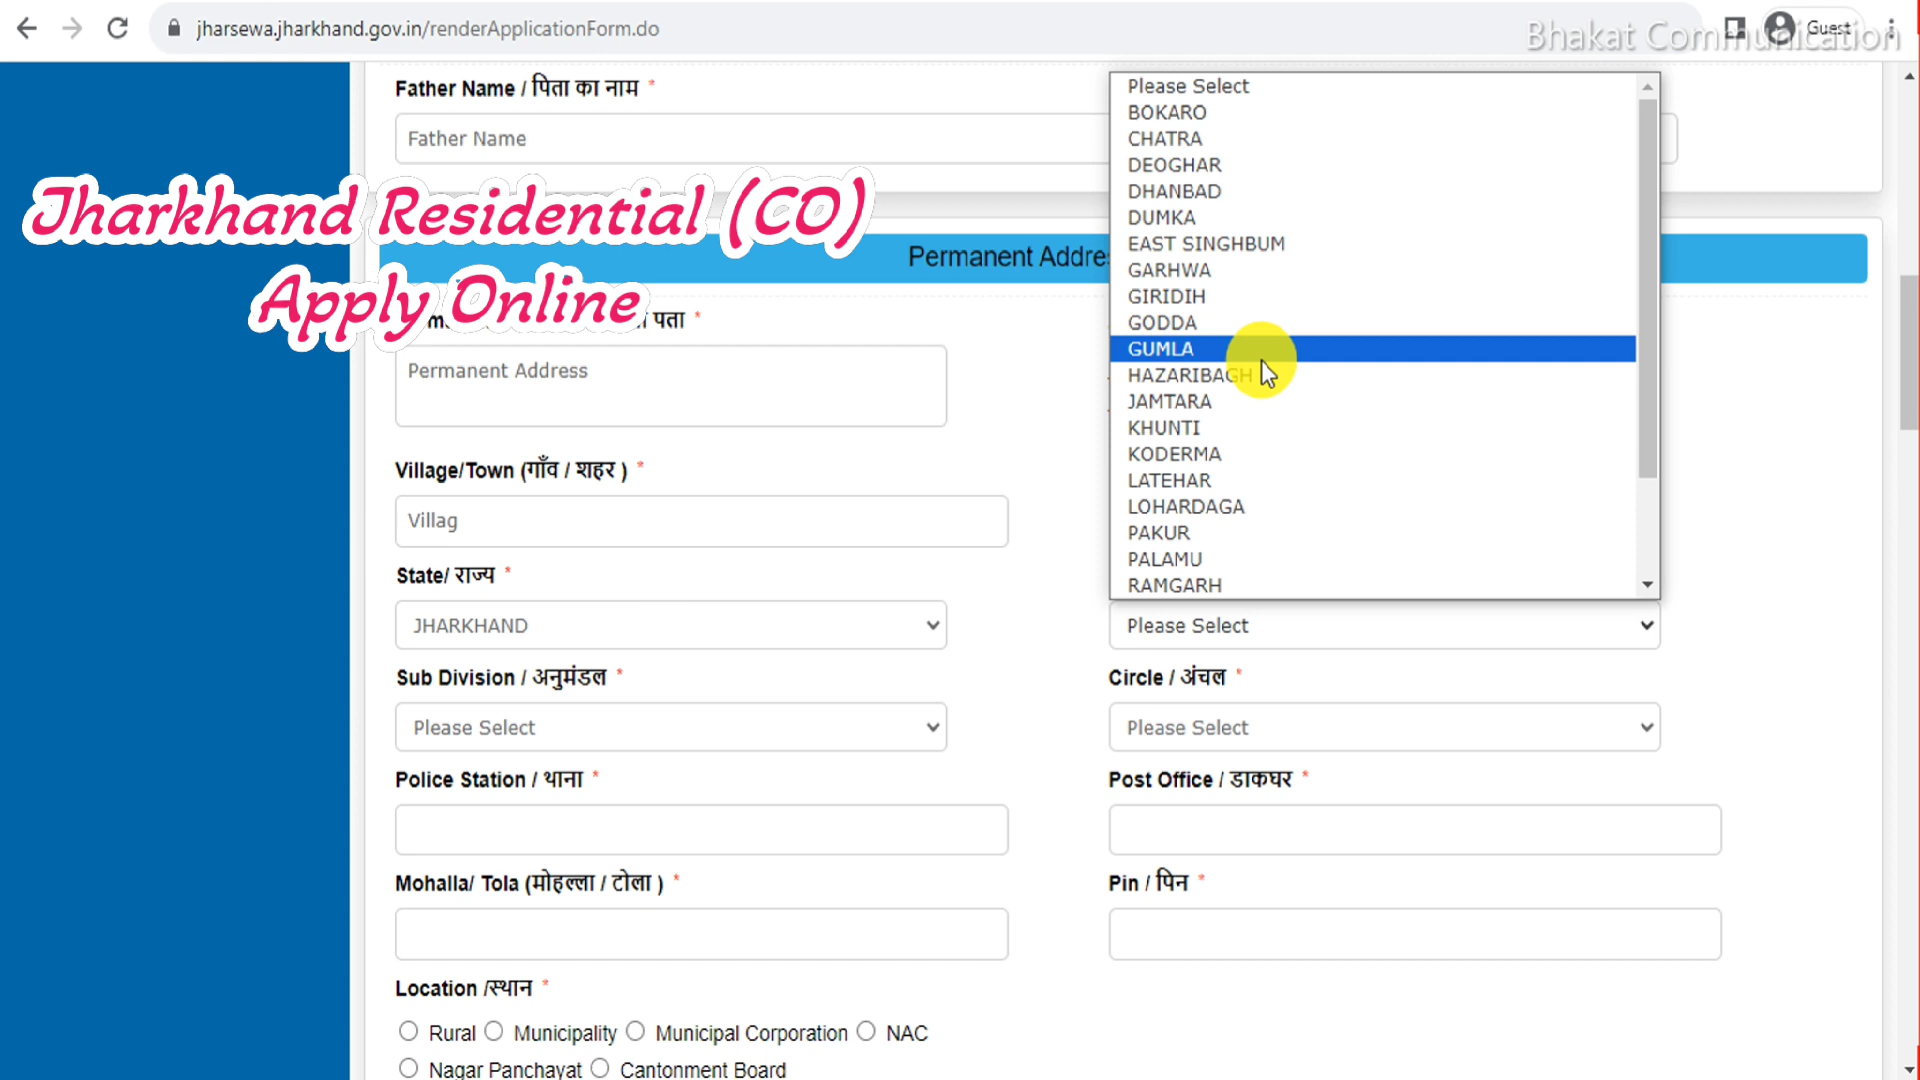 jharsewa.jharkhand.gov.in/renderApplicationForm.do
Guest
Bhakat Communication
Father Name / पिता का नाम *
Father Name
Jharkhand Residential (CO)
Apply Online
Permanent Addre
पता *
Permanent Address
Please Select
BOKARO
CHATRA
DEOGHAR
DHANBAD
DUMKA
EAST SINGHBUM
GARHWA
GIRIDIH
GODDA
GUMLA
HAZARIBAGH
JAMTARA
KHUNTI
KODERMA
LATEHAR
LOHARDAGA
PAKUR
PALAMU
RAMGARH
Village/Town (गाँव / शहर ) *
Villag
State/ राज्य *
JHARKHAND
Please Select
Sub Division / अनुमंडल *
Circle / अंचल *
Please Select
Please Select
Police Station / थाना *
Post Office / डाकघर *
Mohalla/ Tola (मोहल्ला / टोला ) *
Pin / पिन *
Location /स्थान *
Rural Municipality Municipal Corporation NAC
Nagar Panchayat Cantonment Board